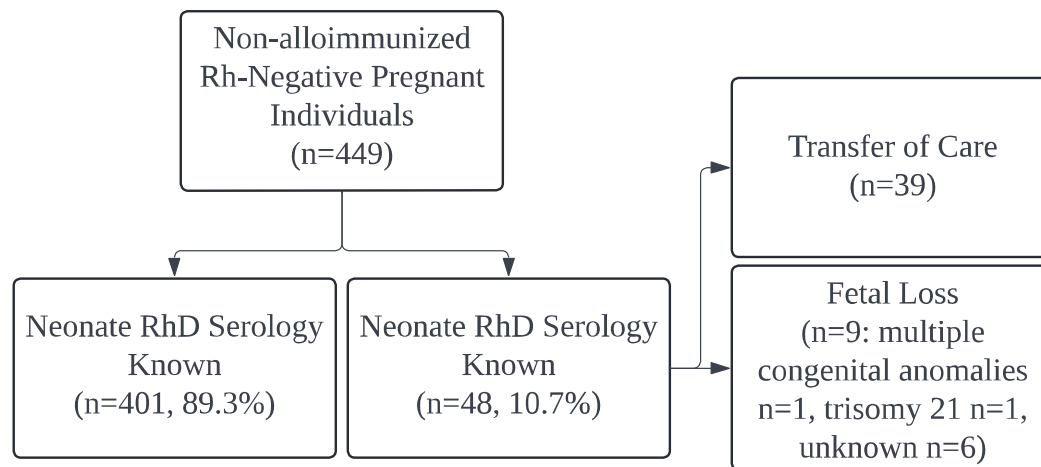 Non-alloimmunized
Rh-Negative Pregnant
Individuals
(n=449)
Neonate RhD Serology
Known
(n=401, 89.3%)
Neonate RhD Serology
Known
(n=48, 10.7%)
Transfer of Care
(n=39)
Fetal Loss
(n=9: multiple
congenital anomalies
n=1, trisomy 21 n=1,
unknown n=6)